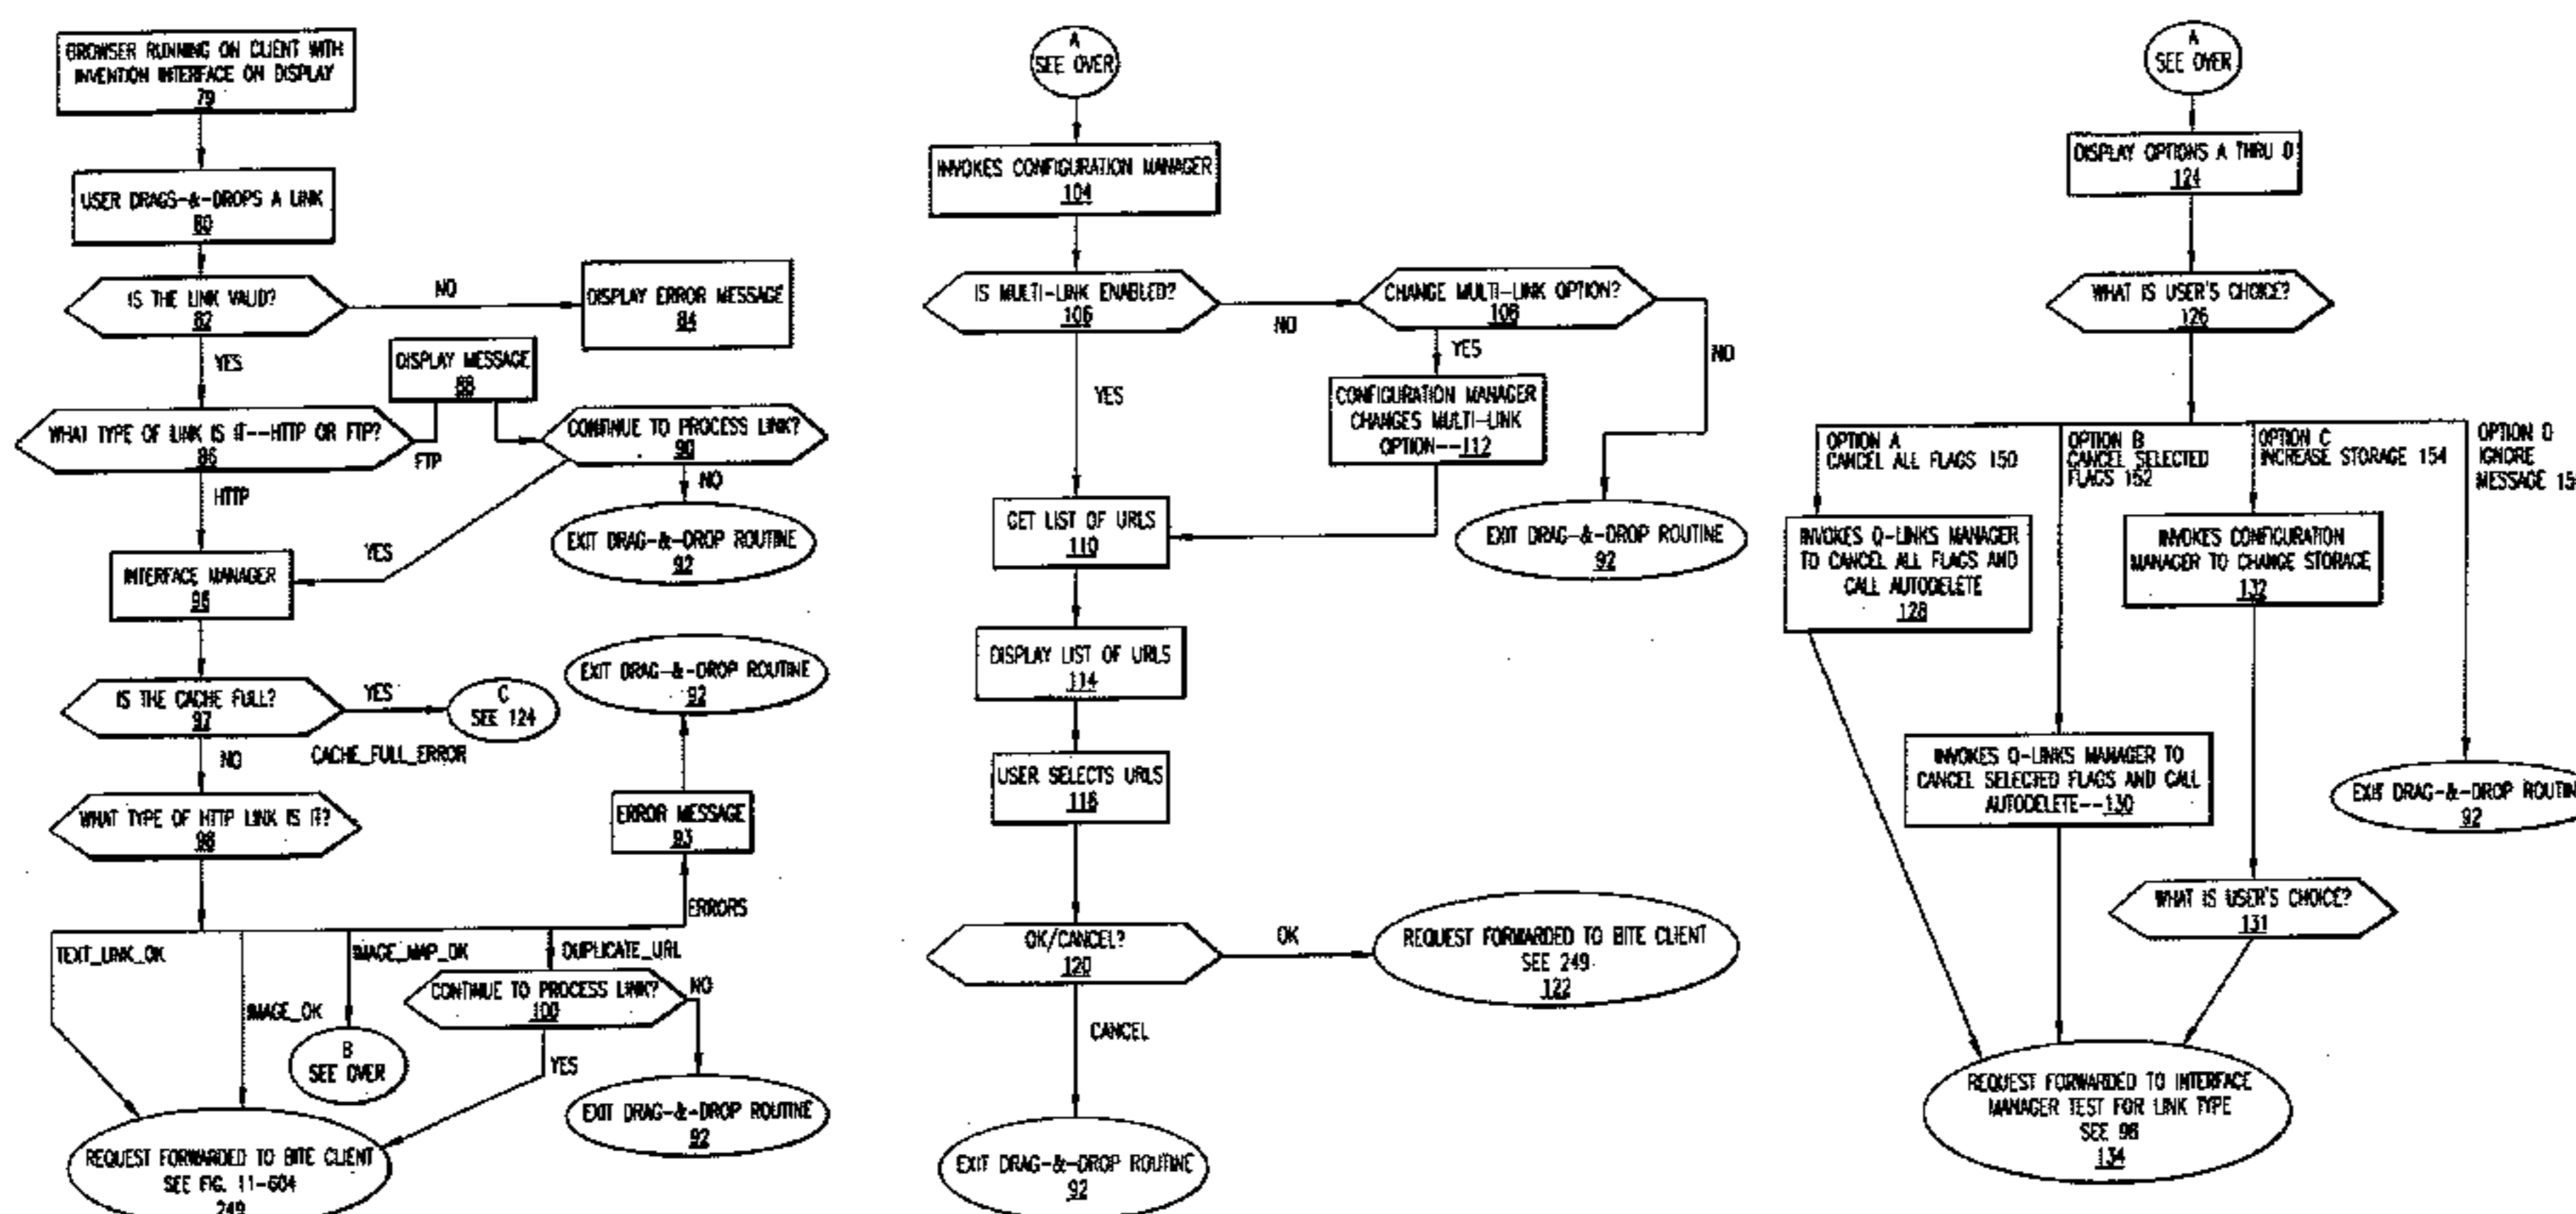 BROWSER RUNNING ON CLIENT WITH
INVENTION INTERFACE ON DISPLAY
79
USER DRAGS-&-DROPS A LINK
80
IS THE LINK VALID?
82
NO
DISPLAY ERROR MESSAGE
84
YES
DISPLAY MESSAGE
88
WHAT TYPE OF LINK IS IT--HTTP OR FTP?
86
FTP
CONTINUE TO PROCESS LINK?
90
NO
HTTP
EXIT DRAG-&-DROP ROUTINE
92
YES
INTERFACE MANAGER
96
EXIT DRAG-&-DROP ROUTINE
92
IS THE CACHE FULL?
97
YES
C
SEE 124
CACHE_FULL_ERROR
NO
WHAT TYPE OF HTTP LINK IS IT?
98
ERROR MESSAGE
93
ERRORS
TEXT_LINK_OK
IMAGE_MAP_OK
DUPLICATE_URL
IMAGE_OK
CONTINUE TO PROCESS LINK?
100
NO
B
SEE OVER
YES
EXIT DRAG-&-DROP ROUTINE
92
REQUEST FORWARDED TO BITE CLIENT
SEE FIG. 11-604
249
A
SEE OVER
INVOKES CONFIGURATION MANAGER
104
IS MULTI-LINK ENABLED?
106
NO
CHANGE MULTI-LINK OPTION?
108
NO
YES
YES
CONFIGURATION MANAGER
CHANGES MULTI-LINK
OPTION--112
GET LIST OF URLS
110
EXIT DRAG-&-DROP ROUTINE
92
DISPLAY LIST OF URLS
114
USER SELECTS URLS
118
OK/CANCEL?
120
OK
REQUEST FORWARDED TO BITE CLIENT
SEE 249
122
CANCEL
EXIT DRAG-&-DROP ROUTINE
92
A
SEE OVER
DISPLAY OPTIONS A THRU D
124
WHAT IS USER'S CHOICE?
126
OPTION A
CANCEL ALL FLAGS 150
OPTION B
CANCEL SELECTED
FLAGS 152
OPTION C
INCREASE STORAGE 154
OPTION D
IGNORE
MESSAGE
INVOKES Q-LINKS MANAGER
TO CANCEL ALL FLAGS AND
CALL AUTODELETE
128
INVOKES CONFIGURATION
MANAGER TO CHANGE STORAGE
132
INVOKES Q-LINKS MANAGER TO
CANCEL SELECTED FLAGS AND CALL
AUTODELETE--130
EXIT DRAG-&-DROP ROUTIN
92
WHAT IS USER'S CHOICE?
131
REQUEST FORWARDED TO INTERFACE
MANAGER TEST FOR LINK TYPE
SEE 98
134